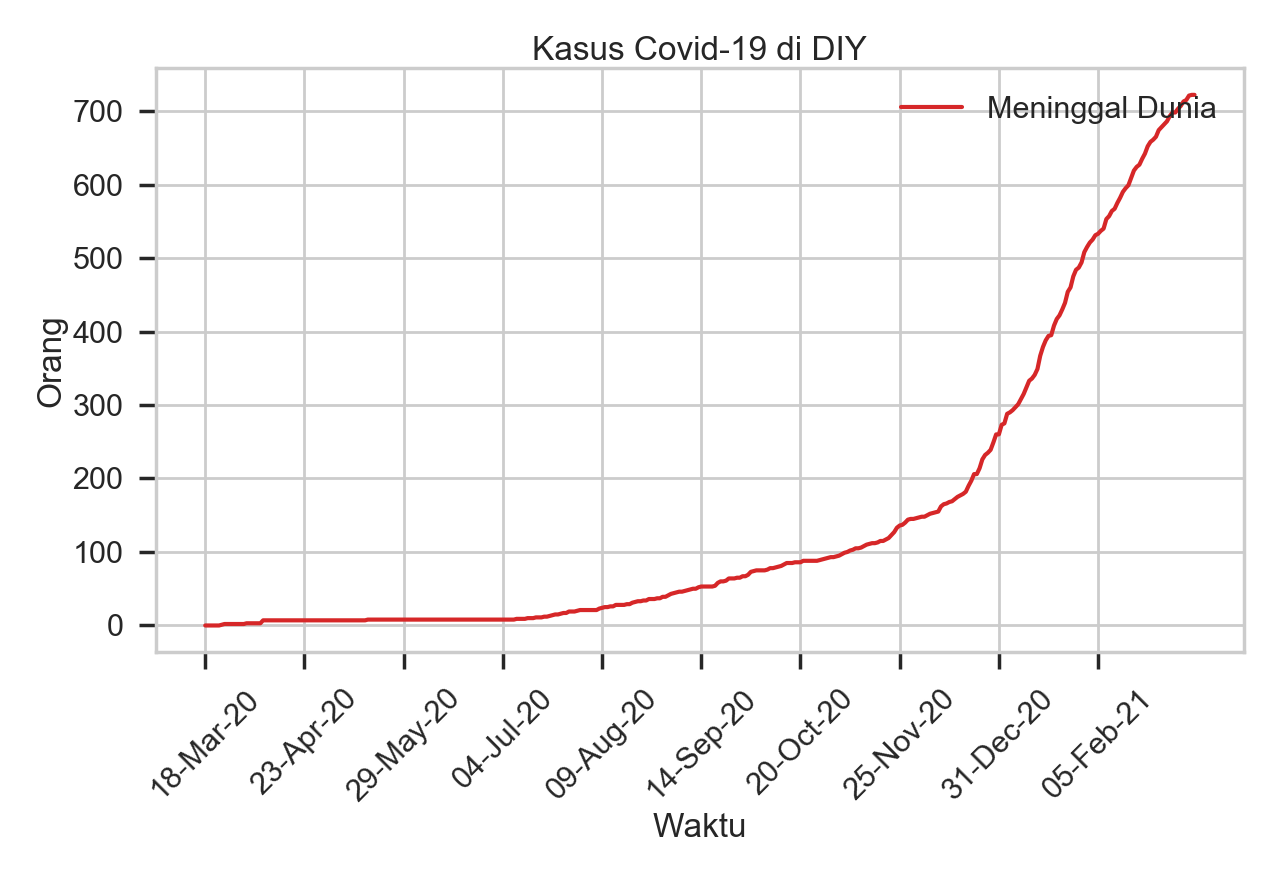 Kasus Covid-19 di DIY
Meninggal Dunia
Orang
700
600
500
400
300
200
100
0
18-Mar-20
23-Apr-20
29-May-20
04-Jul-20
09-Aug-20
14-Sep-20
20-Oct-20
25-Nov-20
31-Dec-20
05-Feb-21
Waktu